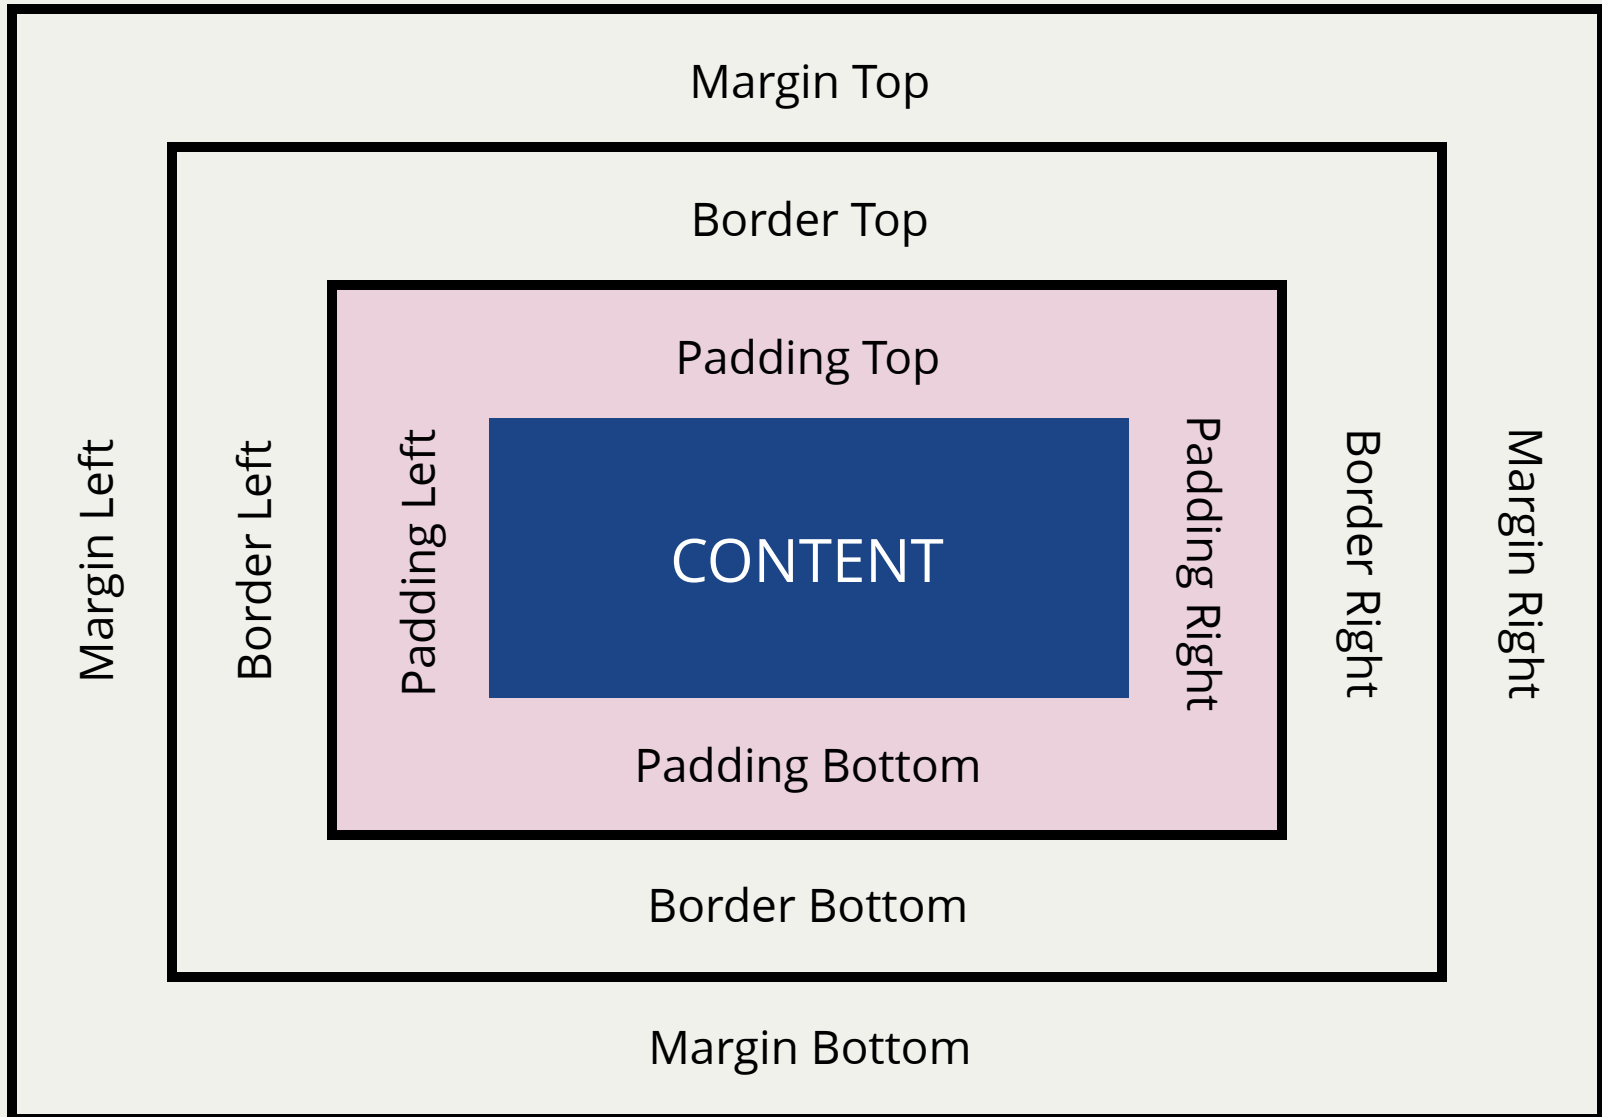 Margin Top
Border Top
Padding Top
Margin Left
Border Left
Padding Left
CONTENT
Padding Right
Border Right
Margin Right
Padding Bottom
Border Bottom
Margin Bottom